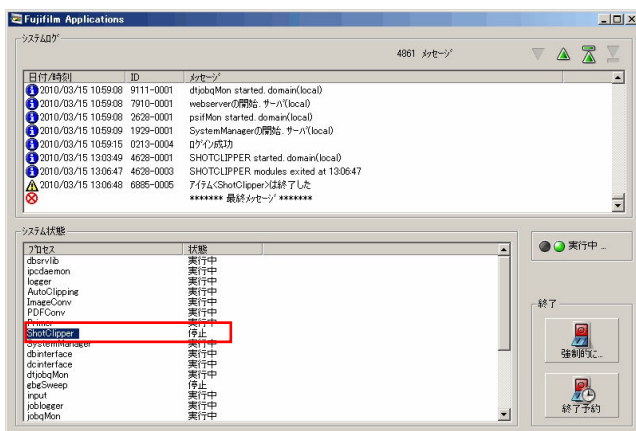 Fujifilm Applications
システムログ
4861 メッセージ
日付/時刻 ID メッセージ
2010/03/15 10:59:08 9111-0001 dtjobqMon started. domain(local)
2010/03/15 10:59:08 7910-0001 webserverの開始. サーバ(local)
2010/03/15 10:59:08 2628-0001 psifMon started. domain(local)
2010/03/15 10:59:09 1929-0001 SystemManagerの開始. サーバ(local)
2010/03/15 10:59:15 0213-0004 ログイン成功
2010/03/15 13:03:49 4628-0001 SHOTCLIPPER started. domain(local)
2010/03/15 13:06:47 4628-0003 SHOTCLIPPER modules exited at 13:06:47
2010/03/15 13:06:48 6885-0005 アイテム<ShotClipper>は終了した
******* 最終メッセージ *******
システム状態
プロセス 状態
dbsrvlib 実行中
ipcdaemon 実行中
logger 実行中
AutoClipping 実行中
ImageConv 実行中
PDFConv 実行中
Primer 実行中
ShotClipper 停止
SystemManager 実行中
dbinterface 実行中
dcinterface 実行中
dtjobqMon 実行中
gbgSweep 停止
input 実行中
joblogger 実行中
jobqMon 実行中
実行中 ...
終了
強制的に...
終了予約